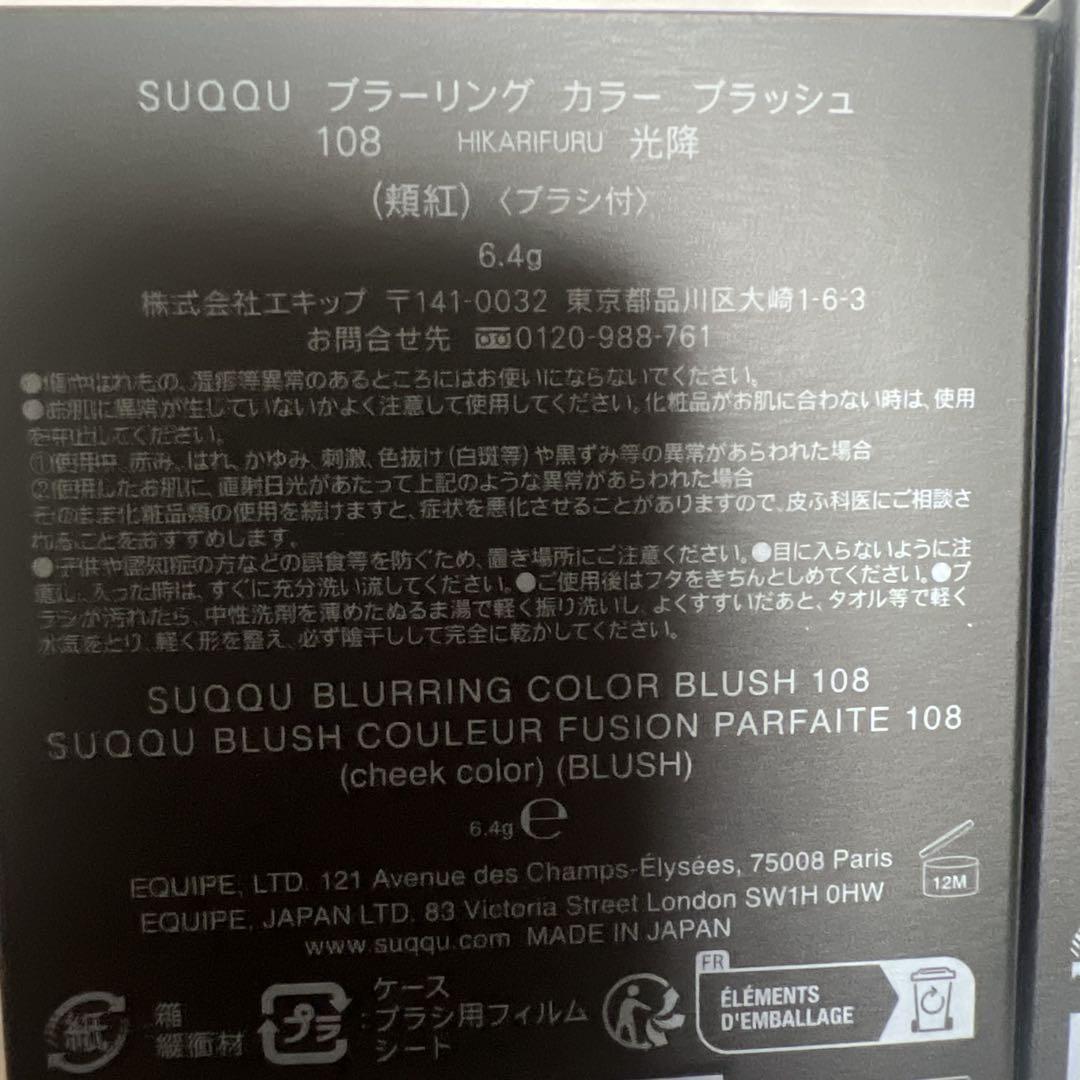 SUQQU ブラーリング カラー ブラッシュ
108 HIKARIFURU 光降
(頬紅)〈ブラシ付〉
6.4g
株式会社エキップ 〒141-0032 東京都品川区大崎1-6-3
お問合せ先 0120-988-761
●傷やはれもの、湿疹等異常のあるところにはお使いにならないでください。
●お肌に異常が生じていないかよく注意して使用してください。化粧品がお肌に合わない時は、使用
を中止してください。
①使用中、赤み、はれ、かゆみ、刺激、色抜け(白斑等)や黒ずみ等の異常があらわれた場合
②使用したお肌に、直射日光があたって上記のような異常があらわれた場合
そのまま化粧品類の使用を続けますと、症状を悪化させることがありますので、皮ふ科医にご相談さ
れることをおすすめします。
●子供や認知症の方などの誤食等を防ぐため、置き場所にご注意ください。●目に入らないように注
意し、入った時は、すぐに充分洗い流してください。●ご使用後はフタをきちんとしめてください。●ブ
ラシが汚れたら、中性洗剤を薄めたぬるま湯で軽く振り洗いし、よくすすいだあと、タオル等で軽く
水気をとり、軽く形を整え、必ず陰干しして完全に乾かしてください。
SUQQU BLURRING COLOR BLUSH 108
SUQQU BLUSH COULEUR FUSION PARFAITE 108
(cheek color) (BLUSH)
6.4g ℮
EQUIPE, LTD. 121 Avenue des Champs-Élysées, 75008 Paris
12M
EQUIPE, JAPAN LTD. 83 Victoria Street London SW1H 0HW
www.suqqu.com MADE IN JAPAN
紙 箱
緩衝材
プラ : ケース
ブラシ用フィルム
シート
FR
ÉLÉMENTS
D'EMBALLAGE